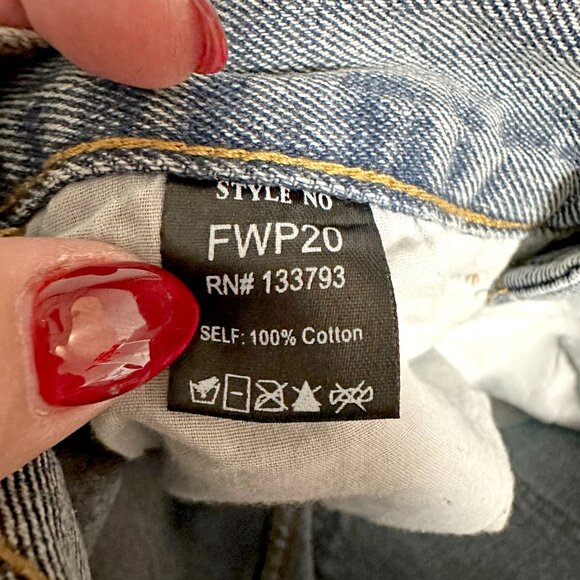 STYLE NO
FWP20
RN# 133793
SELF: 100% Cotton